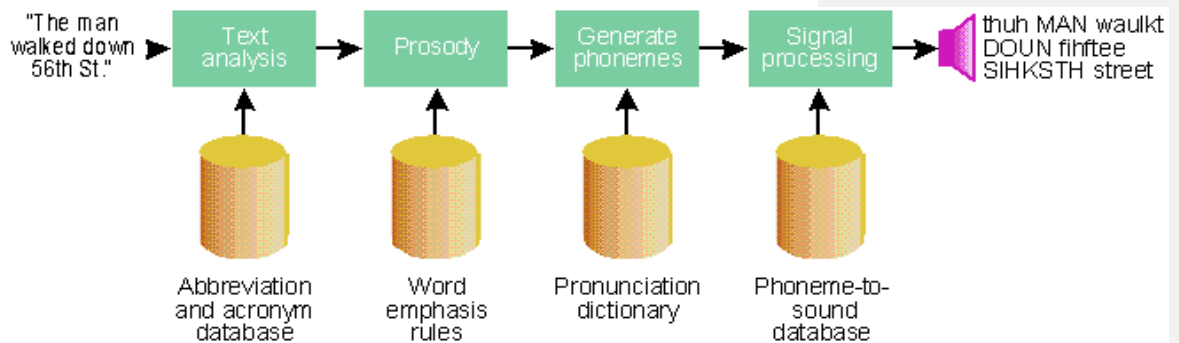 "The man
walked down
56th St."
Text
analysis
Prosody
Generate
phonemes
Signal
processing
thuh MAN waulkt
DOUN fihftee
SIHKSTH street
Abbreviation
and acronym
database
Word
emphasis
rules
Pronunciation
dictionary
Phoneme-to-
sound
database